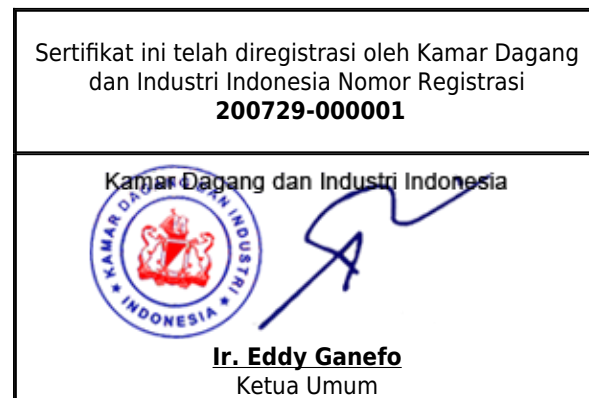 Sertifikat ini telah diregistrasi oleh Kamar Dagang
dan Industri Indonesia Nomor Registrasi
200729-000001
Kamar Dagang dan Industri Indonesia
KAMAR DAGANG DAN INDUSTRI
INDONESIA
Ir. Eddy Ganefo
Ketua Umum